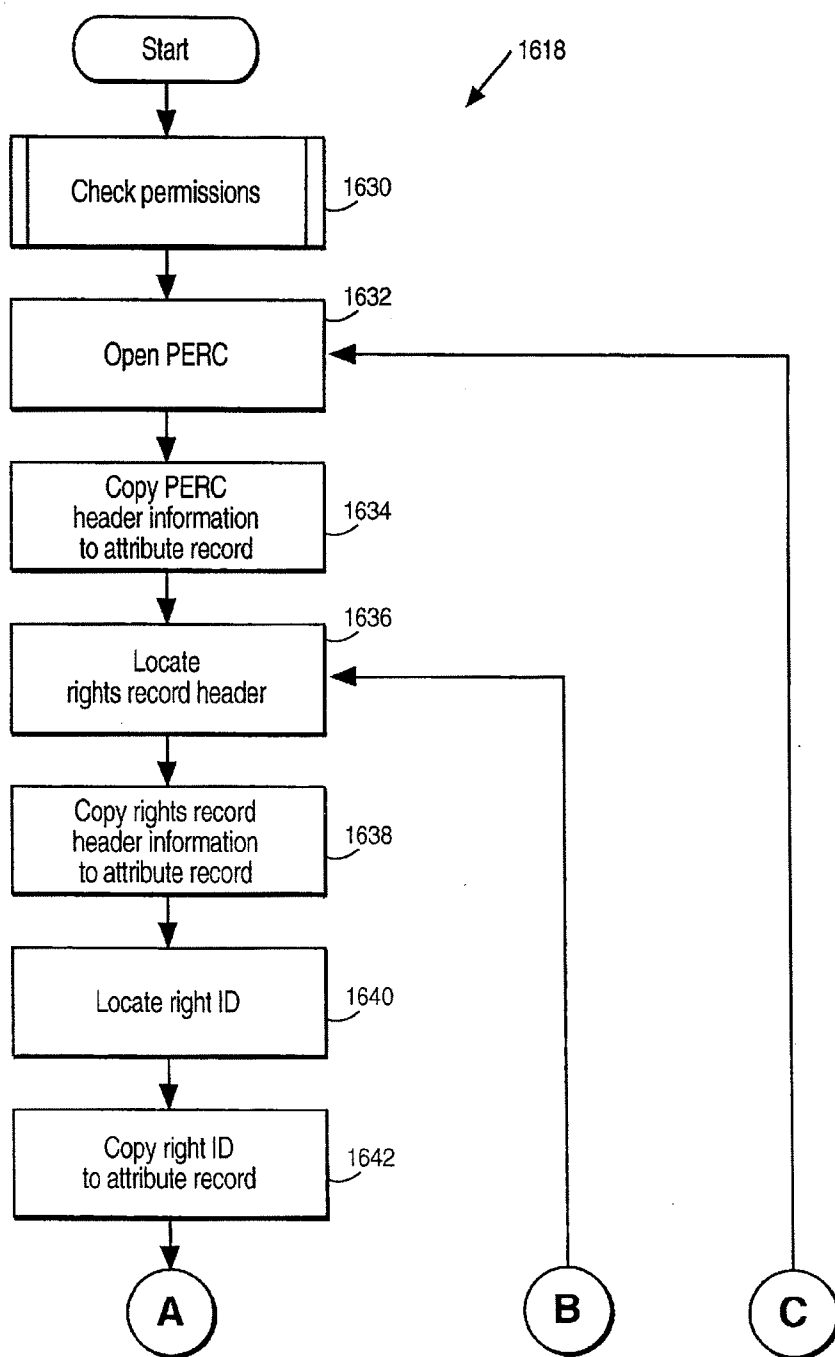 Start
1618
Check permissions
1630
1632
Open PERC
Copy PERC
header information
to attribute record
1634
1636
Locate
rights record header
Copy rights record
header information
to attribute record
1638
Locate right ID
1640
Copy right ID
to attribute record
1642
A
B
C